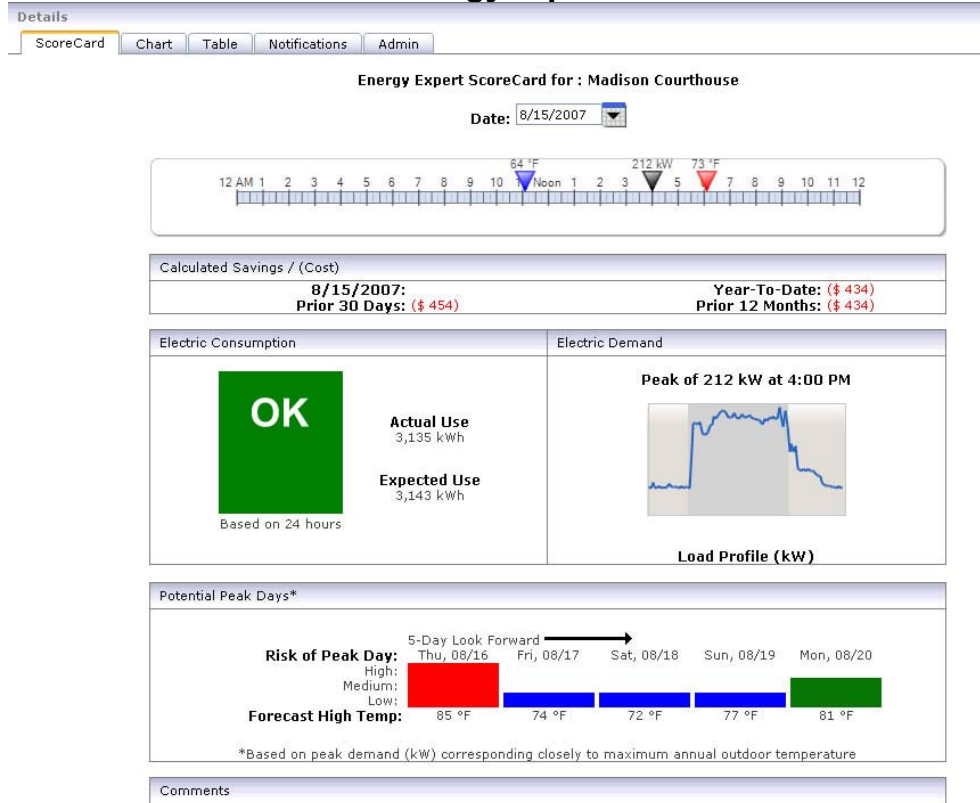 Details
ScoreCard Chart Table Notifications Admin
Energy Expert ScoreCard for : Madison Courthouse
Date: 8/15/2007
64 °F 212 kW 73 °F
12 AM 1 2 3 4 5 6 7 8 9 10 Noon 1 2 3 5 7 8 9 10 11 12
Calculated Savings / (Cost)
8/15/2007: Year-To-Date: ($ 434)
Prior 30 Days: ($ 454) Prior 12 Months: ($ 434)
Electric Consumption Electric Demand
Peak of 212 kW at 4:00 PM
OK
Actual Use
3,135 kWh
Expected Use
3,143 kWh
Based on 24 hours
Load Profile (kW)
Potential Peak Days*
5-Day Look Forward
Risk of Peak Day: Thu, 08/16 Fri, 08/17 Sat, 08/18 Sun, 08/19 Mon, 08/20
High:
Medium:
Low:
Forecast High Temp: 85 °F 74 °F 72 °F 77 °F 81 °F
*Based on peak demand (kW) corresponding closely to maximum annual outdoor temperature
Comments